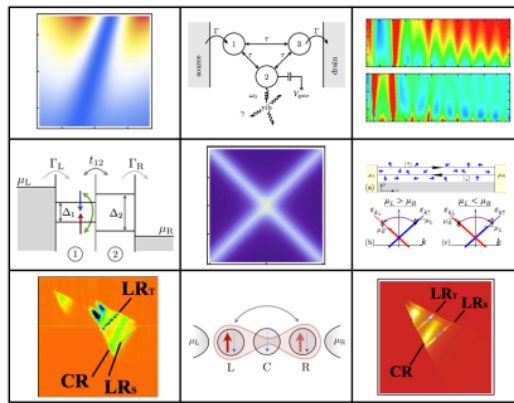 Γ Γ
1 3
τ
τ τ
2
source
drain
ω₀
V_gate
γ
t₁₂
Γ_L Γ_R
μ_L
Δ₁ Δ₂
μ_R
1 2
(a)
μ_L > μ_R μ_L < μ_R
(b) k (c) k
LR_T
CR LR_S
μ_L μ_R
L C R
LR_T
LR_S
CR